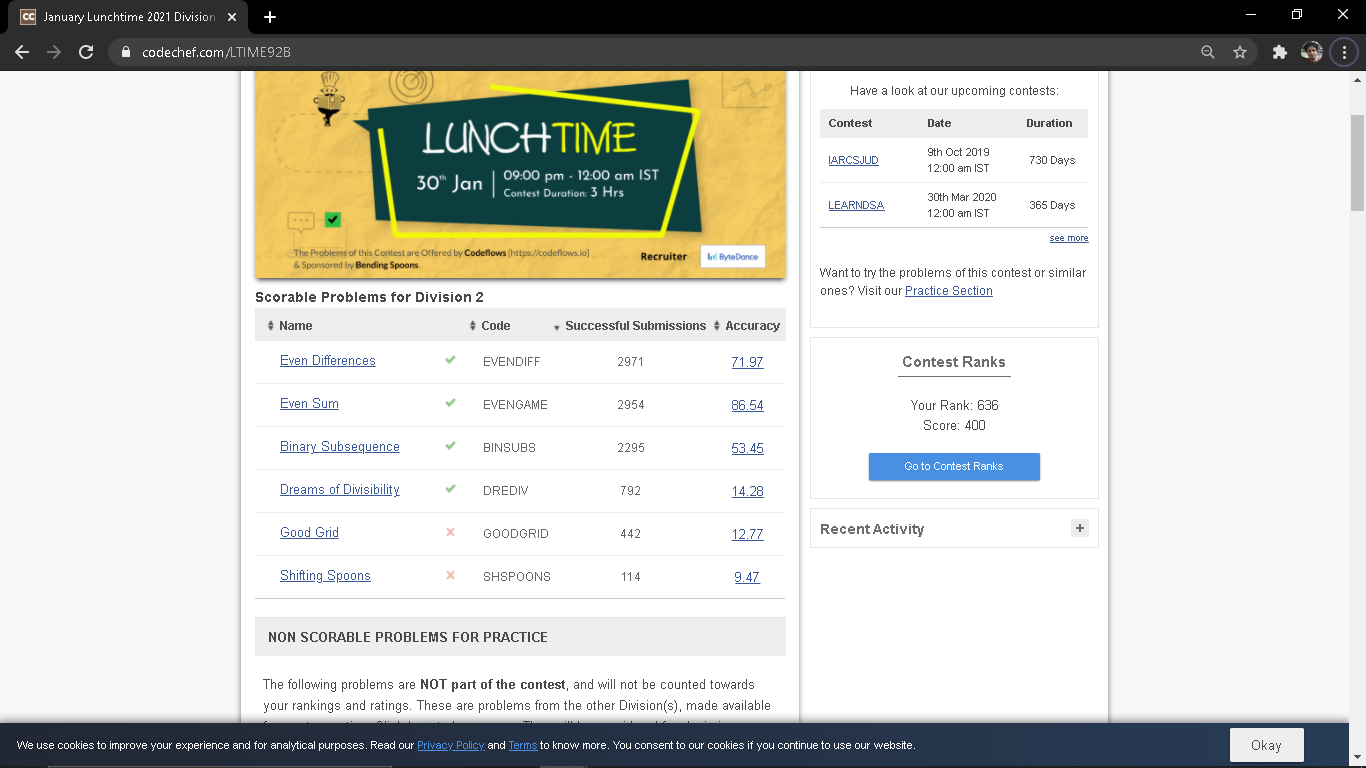 January Lunchtime 2021 Division
codechef.com/LTIME92B
LUNCHTIME
30th Jan | 09:00 pm - 12:00 am IST
Contest Duration: 3 Hrs
The Problems of this Contest are Offered by Codeflows [https://codeflows.io]
& Sponsored by Bending Spoons.
Recruiter ByteDance
Scorable Problems for Division 2
Name Code Successful Submissions Accuracy
Even Differences EVENDIFF 2971 71.97
Even Sum EVENGAME 2954 86.54
Binary Subsequence BINSUBS 2295 53.45
Dreams of Divisibility DREDIV 792 14.28
Good Grid GOODGRID 442 12.77
Shifting Spoons SHSPOONS 114 9.47
NON SCORABLE PROBLEMS FOR PRACTICE
The following problems are NOT part of the contest, and will not be counted towards
your rankings and ratings. These are problems from the other Division(s), made available
Have a look at our upcoming contests:
Contest Date Duration
IARCSJUD 9th Oct 2019 730 Days
12:00 am IST
LEARNDSA 30th Mar 2020 365 Days
12:00 am IST
see more
Want to try the problems of this contest or similar
ones? Visit our Practice Section
Contest Ranks
Your Rank: 636
Score: 400
Go to Contest Ranks
Recent Activity +
We use cookies to improve your experience and for analytical purposes. Read our Privacy Policy and Terms to know more. You consent to our cookies if you continue to use our website.
Okay